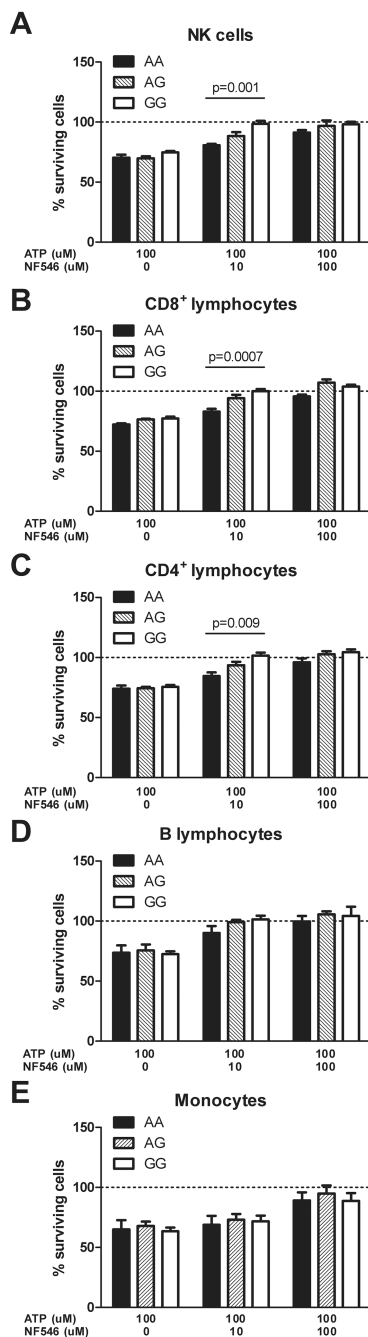 A
NK cells
AA
AG
GG
p=0.001
150
100
50
0
% surviving cells
ATP (uM) 100 100 100
NF546 (uM) 0 10 100
B
CD8+ lymphocytes
AA
AG
GG
p=0.0007
150
100
50
0
% surviving cells
ATP (uM) 100 100 100
NF546 (uM) 0 10 100
C
CD4+ lymphocytes
AA
AG
GG
p=0.009
150
100
50
0
% surviving cells
ATP (uM) 100 100 100
NF546 (uM) 0 10 100
D
B lymphocytes
AA
AG
GG
150
100
50
0
% surviving cells
ATP (uM) 100 100 100
NF546 (uM) 0 10 100
E
Monocytes
AA
AG
GG
150
100
50
0
% surviving cells
ATP (uM) 100 100 100
NF546 (uM) 0 10 100